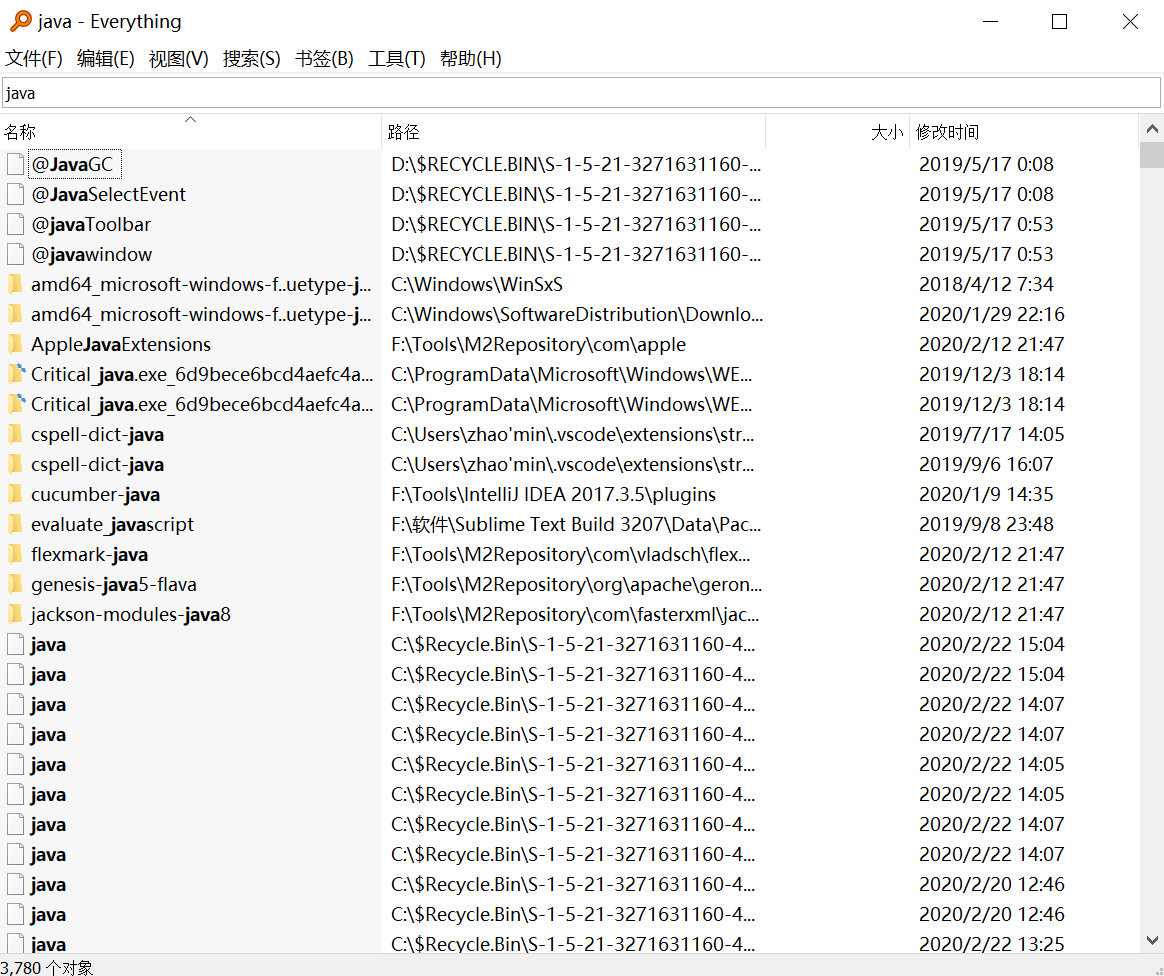 java - Everything
文件(F) 编辑(E) 视图(V) 搜索(S) 书签(B) 工具(T) 帮助(H)
java
名称 路径 大小 修改时间
@JavaGC D:\$RECYCLE.BIN\S-1-5-21-3271631160-... 2019/5/17 0:08
@JavaSelectEvent D:\$RECYCLE.BIN\S-1-5-21-3271631160-... 2019/5/17 0:08
@javaToolbar D:\$RECYCLE.BIN\S-1-5-21-3271631160-... 2019/5/17 0:53
@javawindow D:\$RECYCLE.BIN\S-1-5-21-3271631160-... 2019/5/17 0:53
amd64_microsoft-windows-f..uetype-j... C:\Windows\WinSxS 2018/4/12 7:34
amd64_microsoft-windows-f..uetype-j... C:\Windows\SoftwareDistribution\Downlo... 2020/1/29 22:16
AppleJavaExtensions F:\Tools\M2Repository\com\apple 2020/2/12 21:47
Critical_java.exe_6d9bece6bcd4aefc4a... C:\ProgramData\Microsoft\Windows\WE... 2019/12/3 18:14
Critical_java.exe_6d9bece6bcd4aefc4a... C:\ProgramData\Microsoft\Windows\WE... 2019/12/3 18:14
cspell-dict-java C:\Users\zhao'min\.vscode\extensions\str... 2019/7/17 14:05
cspell-dict-java C:\Users\zhao'min\.vscode\extensions\str... 2019/9/6 16:07
cucumber-java F:\Tools\IntelliJ IDEA 2017.3.5\plugins 2020/1/9 14:35
evaluate_javascript F:\软件\Sublime Text Build 3207\Data\Pac... 2019/9/8 23:48
flexmark-java F:\Tools\M2Repository\com\vladsch\flex... 2020/2/12 21:47
genesis-java5-flava F:\Tools\M2Repository\org\apache\geron... 2020/2/12 21:47
jackson-modules-java8 F:\Tools\M2Repository\com\fasterxml\jac... 2020/2/12 21:47
java C:\$Recycle.Bin\S-1-5-21-3271631160-4... 2020/2/22 15:04
java C:\$Recycle.Bin\S-1-5-21-3271631160-4... 2020/2/22 15:04
java C:\$Recycle.Bin\S-1-5-21-3271631160-4... 2020/2/22 14:07
java C:\$Recycle.Bin\S-1-5-21-3271631160-4... 2020/2/22 14:07
java C:\$Recycle.Bin\S-1-5-21-3271631160-4... 2020/2/22 14:05
java C:\$Recycle.Bin\S-1-5-21-3271631160-4... 2020/2/22 14:05
java C:\$Recycle.Bin\S-1-5-21-3271631160-4... 2020/2/22 14:07
java C:\$Recycle.Bin\S-1-5-21-3271631160-4... 2020/2/22 14:07
java C:\$Recycle.Bin\S-1-5-21-3271631160-4... 2020/2/20 12:46
java C:\$Recycle.Bin\S-1-5-21-3271631160-4... 2020/2/20 12:46
java C:\$Recycle.Bin\S-1-5-21-3271631160-4... 2020/2/22 13:25
3,780 个对象